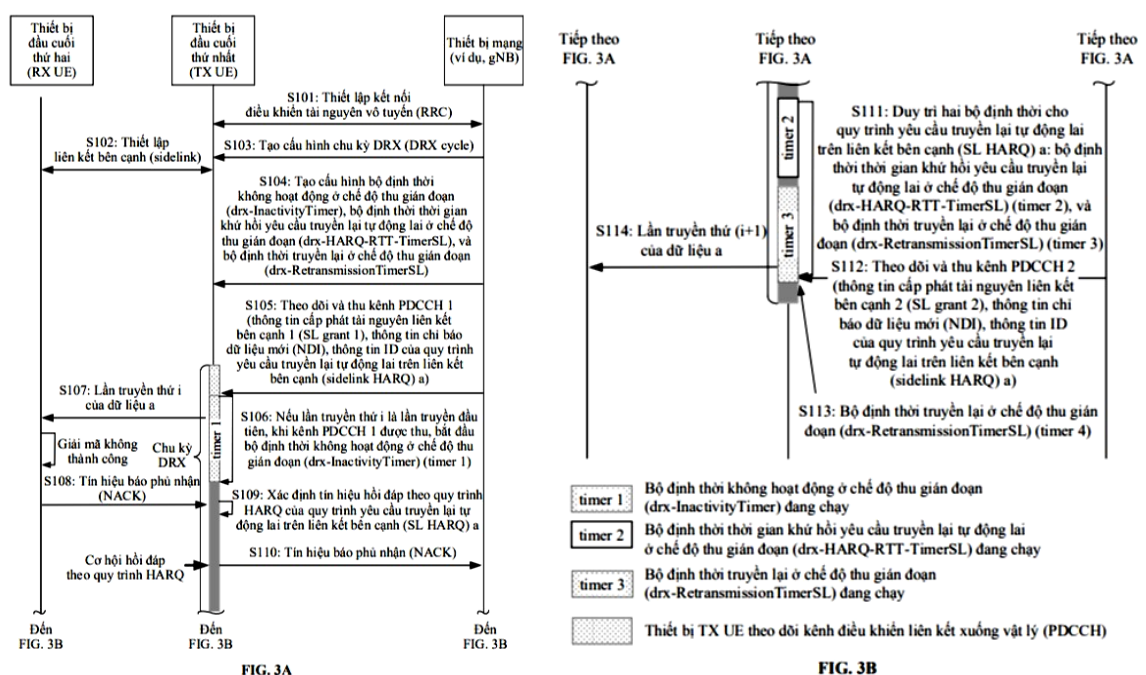 Thiết bị
đầu cuối
thứ hai
(RX UE)
Thiết bị
đầu cuối
thứ nhất
(TX UE)
Thiết bị mạng
(ví dụ, gNB)
S101: Thiết lập kết nối
điều khiển tài nguyên vô tuyến (RRC)
S102: Thiết lập
liên kết bên cạnh (sidelink)
S103: Tạo cấu hình chu kỳ DRX (DRX cycle)
S104: Tạo cấu hình bộ định thời
không hoạt động ở chế độ thu gián đoạn
(drx-InactivityTimer), bộ định thời thời gian
khứ hồi yêu cầu truyền lại tự động lai ở chế độ
thu gián đoạn (drx-HARQ-RTT-TimerSL), và
bộ định thời truyền lại ở chế độ thu gián đoạn
(drx-RetransmissionTimerSL)
S105: Theo dõi và thu kênh PDCCH 1
(thông tin cấp phát tài nguyên liên kết
bên cạnh 1 (SL grant 1), thông tin chỉ báo
dữ liệu mới (NDI), thông tin ID của quy trình
yêu cầu truyền lại tự động lai trên liên kết
bên cạnh (sidelink HARQ) a)
S107: Lần truyền thứ i
của dữ liệu a
timer 1
S106: Nếu lần truyền thứ i là lần truyền đầu
tiên, khi kênh PDCCH 1 được thu, bắt đầu
bộ định thời không hoạt động ở chế độ thu
gián đoạn (drx-InactivityTimer) (timer 1)
Giải mã không
thành công
Chu kỳ
DRX
S108: Tín hiệu báo phủ nhận
(NACK)
S109: Xác định tín hiệu hồi đáp theo quy trình
HARQ của quy trình yêu cầu truyền lại tự
động lai trên liên kết bên cạnh (SL HARQ) a
Cơ hội hồi đáp
theo quy trình HARQ
S110: Tín hiệu báo phủ nhận (NACK)
Đến
FIG. 3B
Đến
FIG. 3B
Đến
FIG. 3B
FIG. 3A
Tiếp theo
FIG. 3A
Tiếp theo
FIG. 3A
Tiếp theo
FIG. 3A
timer 2
S111: Duy trì hai bộ định thời cho
quy trình yêu cầu truyền lại tự động lai
trên liên kết bên cạnh (SL HARQ) a: bộ định
thời thời gian khứ hồi yêu cầu truyền lại
tự động lai ở chế độ thu gián đoạn
(drx-HARQ-RTT-TimerSL) (timer 2), và
bộ định thời truyền lại ở chế độ thu gián
đoạn (drx-RetransmissionTimerSL) (timer 3)
timer 3
S114: Lần truyền thứ (i+1)
của dữ liệu a
S112: Theo dõi và thu kênh PDCCH 2
(thông tin cấp phát tài nguyên liên kết
bên cạnh 2 (SL grant 2), thông tin chỉ
báo dữ liệu mới (NDI), thông tin ID
của quy trình yêu cầu truyền lại
tự động lai trên liên kết bên cạnh
(sidelink HARQ) a)
S113: Bộ định thời truyền lại ở chế độ thu gián
đoạn (drx-RetransmissionTimerSL) (timer 4)
timer 1
Bộ định thời không hoạt động ở chế độ thu gián đoạn
(drx-InactivityTimer) đang chạy
timer 2
Bộ định thời thời gian khứ hồi yêu cầu truyền lại tự động lai
ở chế độ thu gián đoạn (drx-HARQ-RTT-TimerSL) đang chạy
timer 3
Bộ định thời truyền lại ở chế độ thu gián đoạn
(drx-RetransmissionTimerSL) đang chạy
Thiết bị TX UE theo dõi kênh điều khiển liên kết xuống vật lý (PDCCH)
FIG. 3B